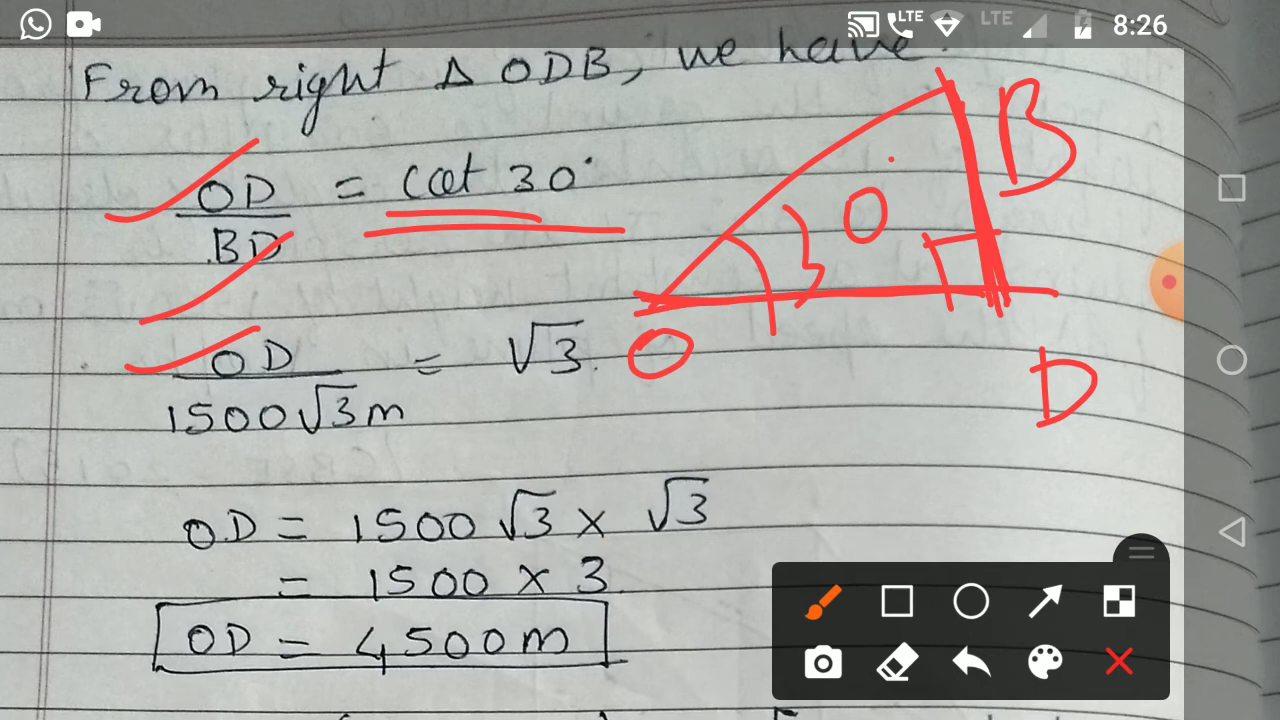 LTE LTE 8:26
From right Δ ODB, we have
OD/BD = cot 30°
OD/1500√3m = √3.
OD = 1500 √3 × √3
= 1500 × 3
OD = 4500m
B
30
O
D